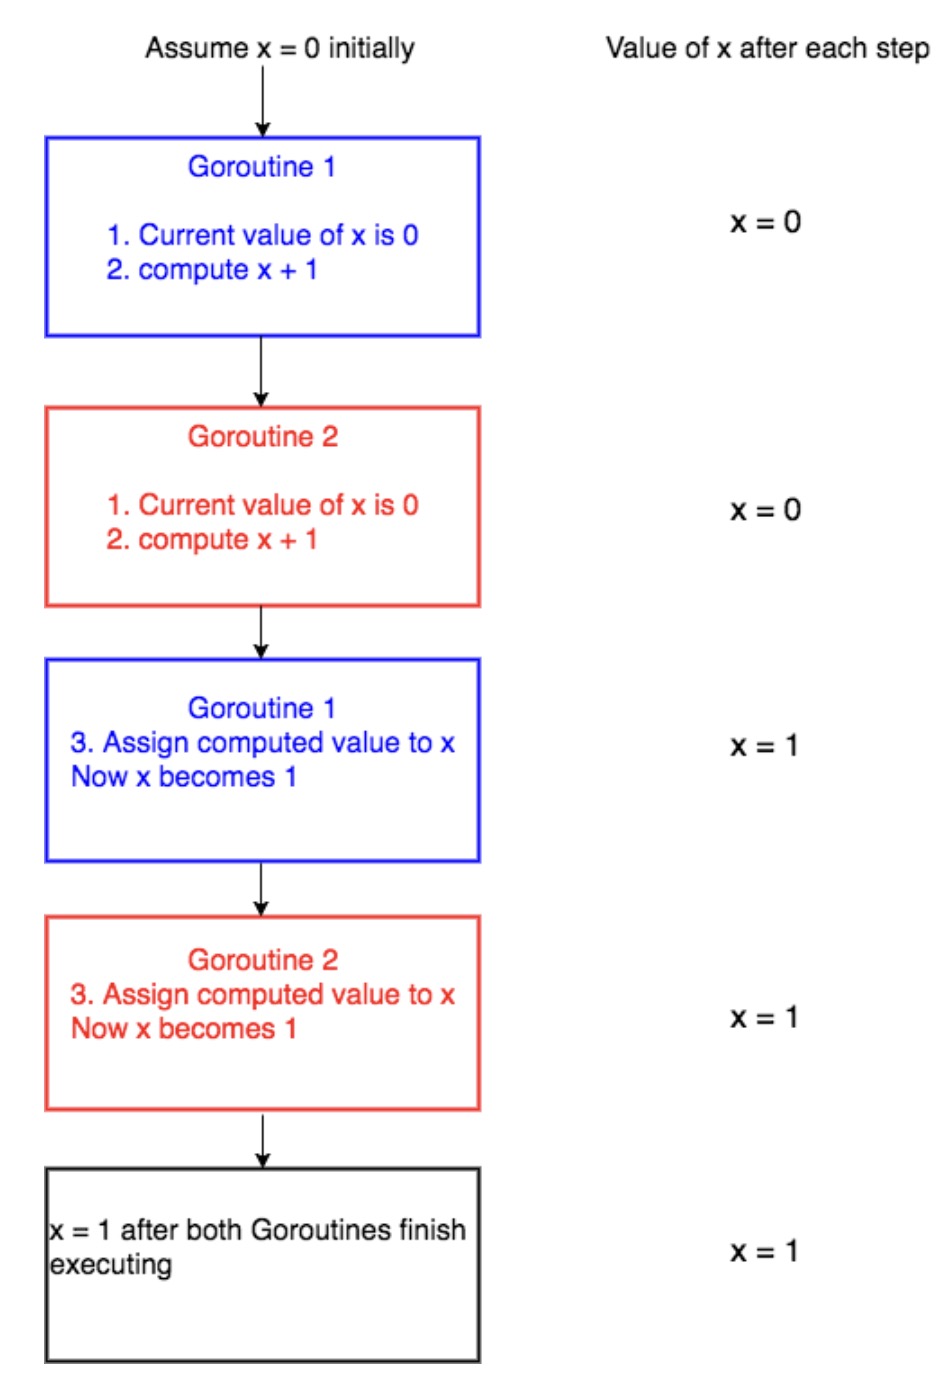 Assume x = 0 initially
Value of x after each step
Goroutine 1
1. Current value of x is 0
2. compute x + 1
x = 0
Goroutine 2
1. Current value of x is 0
2. compute x + 1
x = 0
Goroutine 1
3. Assign computed value to x
Now x becomes 1
x = 1
Goroutine 2
3. Assign computed value to x
Now x becomes 1
x = 1
x = 1 after both Goroutines finish
executing
x = 1